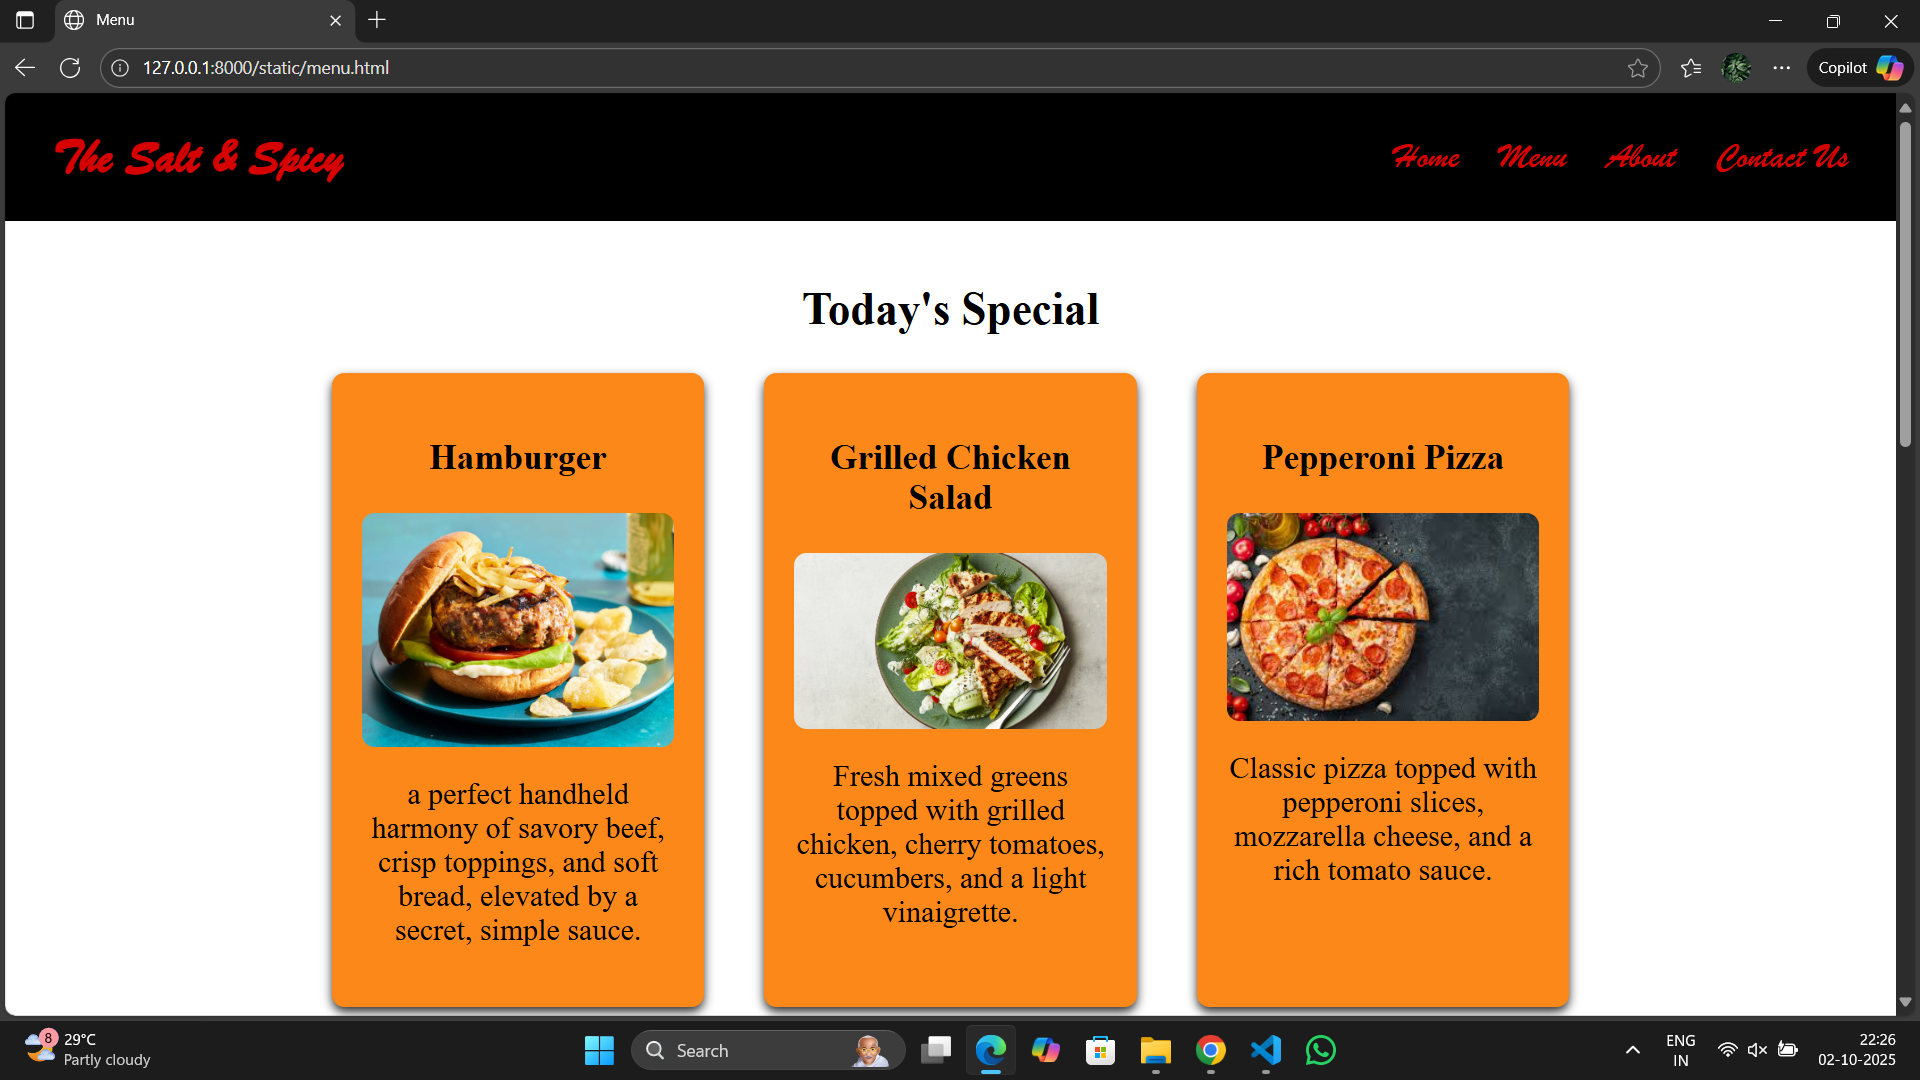 Menu
127.0.0.1:8000/static/menu.html
Copilot
The Salt & Spicy
Home Menu About Contact Us
Today's Special
Hamburger
a perfect handheld
harmony of savory beef,
crisp toppings, and soft
bread, elevated by a
secret, simple sauce.
Grilled Chicken
Salad
Fresh mixed greens
topped with grilled
chicken, cherry tomatoes,
cucumbers, and a light
vinaigrette.
Pepperoni Pizza
Classic pizza topped with
pepperoni slices,
mozzarella cheese, and a
rich tomato sauce.
8
29°C
Partly cloudy
Search
ENG
IN
22:26
02-10-2025